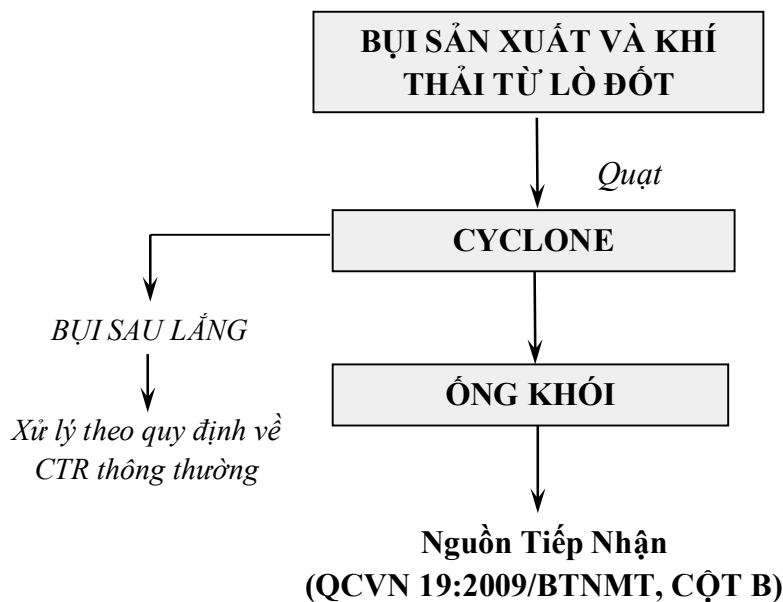 BỤI SẢN XUẤT VÀ KHÍ
THẢI TỪ LÒ ĐỐT
Quạt
CYCLONE
BỤI SAU LẮNG
ỐNG KHÓI
Xử lý theo quy định về
CTR thông thường
Nguồn Tiếp Nhận
(QCVN 19:2009/BTNMT, CỘT B)